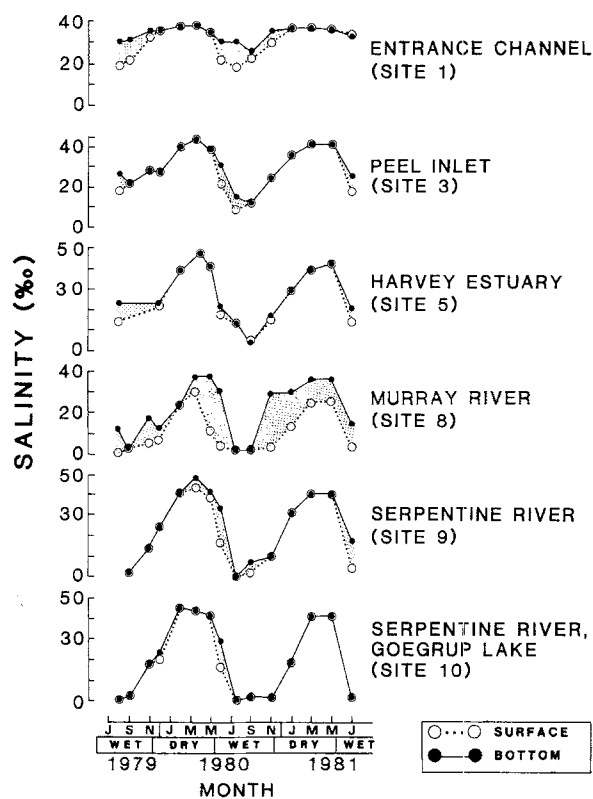 SALINITY (‰)
40
20
0
ENTRANCE CHANNEL
(SITE 1)
40
20
0
PEEL INLET
(SITE 3)
50
30
0
HARVEY ESTUARY
(SITE 5)
40
20
0
MURRAY RIVER
(SITE 8)
50
30
0
SERPENTINE RIVER
(SITE 9)
50
30
0
SERPENTINE RIVER,
GOEGRUP LAKE
(SITE 10)
J S N J M M J S N J M M J
WET DRY WET DRY WET
1979 1980 1981
MONTH
SURFACE
BOTTOM